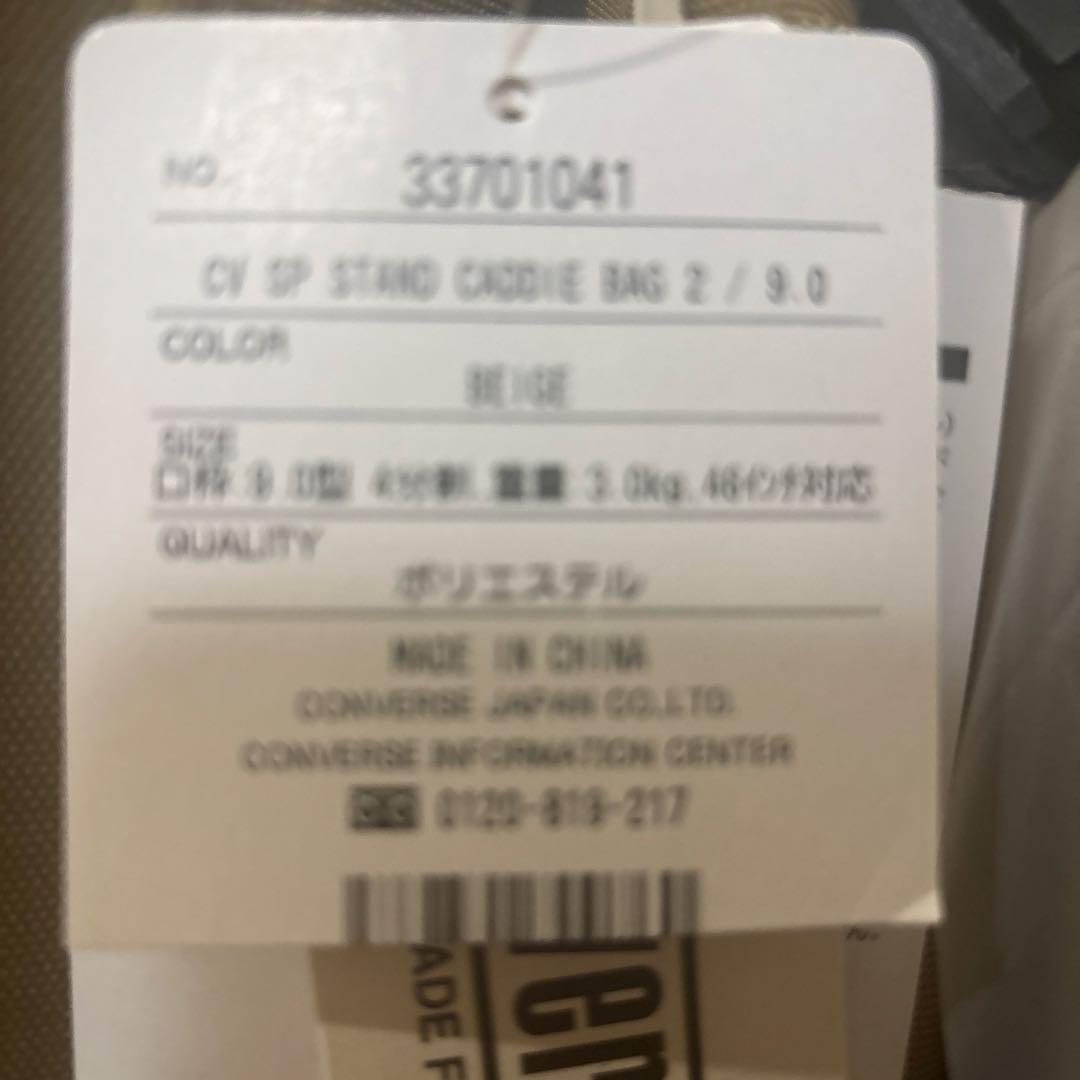 NO. 33701041
CV SP STAND CADDIE BAG 2 / 9.0
COLOR
BEIGE
SIZE
口枠:9.0型 4分割 重量:3.0kg.46インチ対応
QUALITY
ポリエステル
MADE IN CHINA
CONVERSE JAPAN CO.,LTD.
CONVERSE INFORMATION CENTER
0120-819-217
ADE F